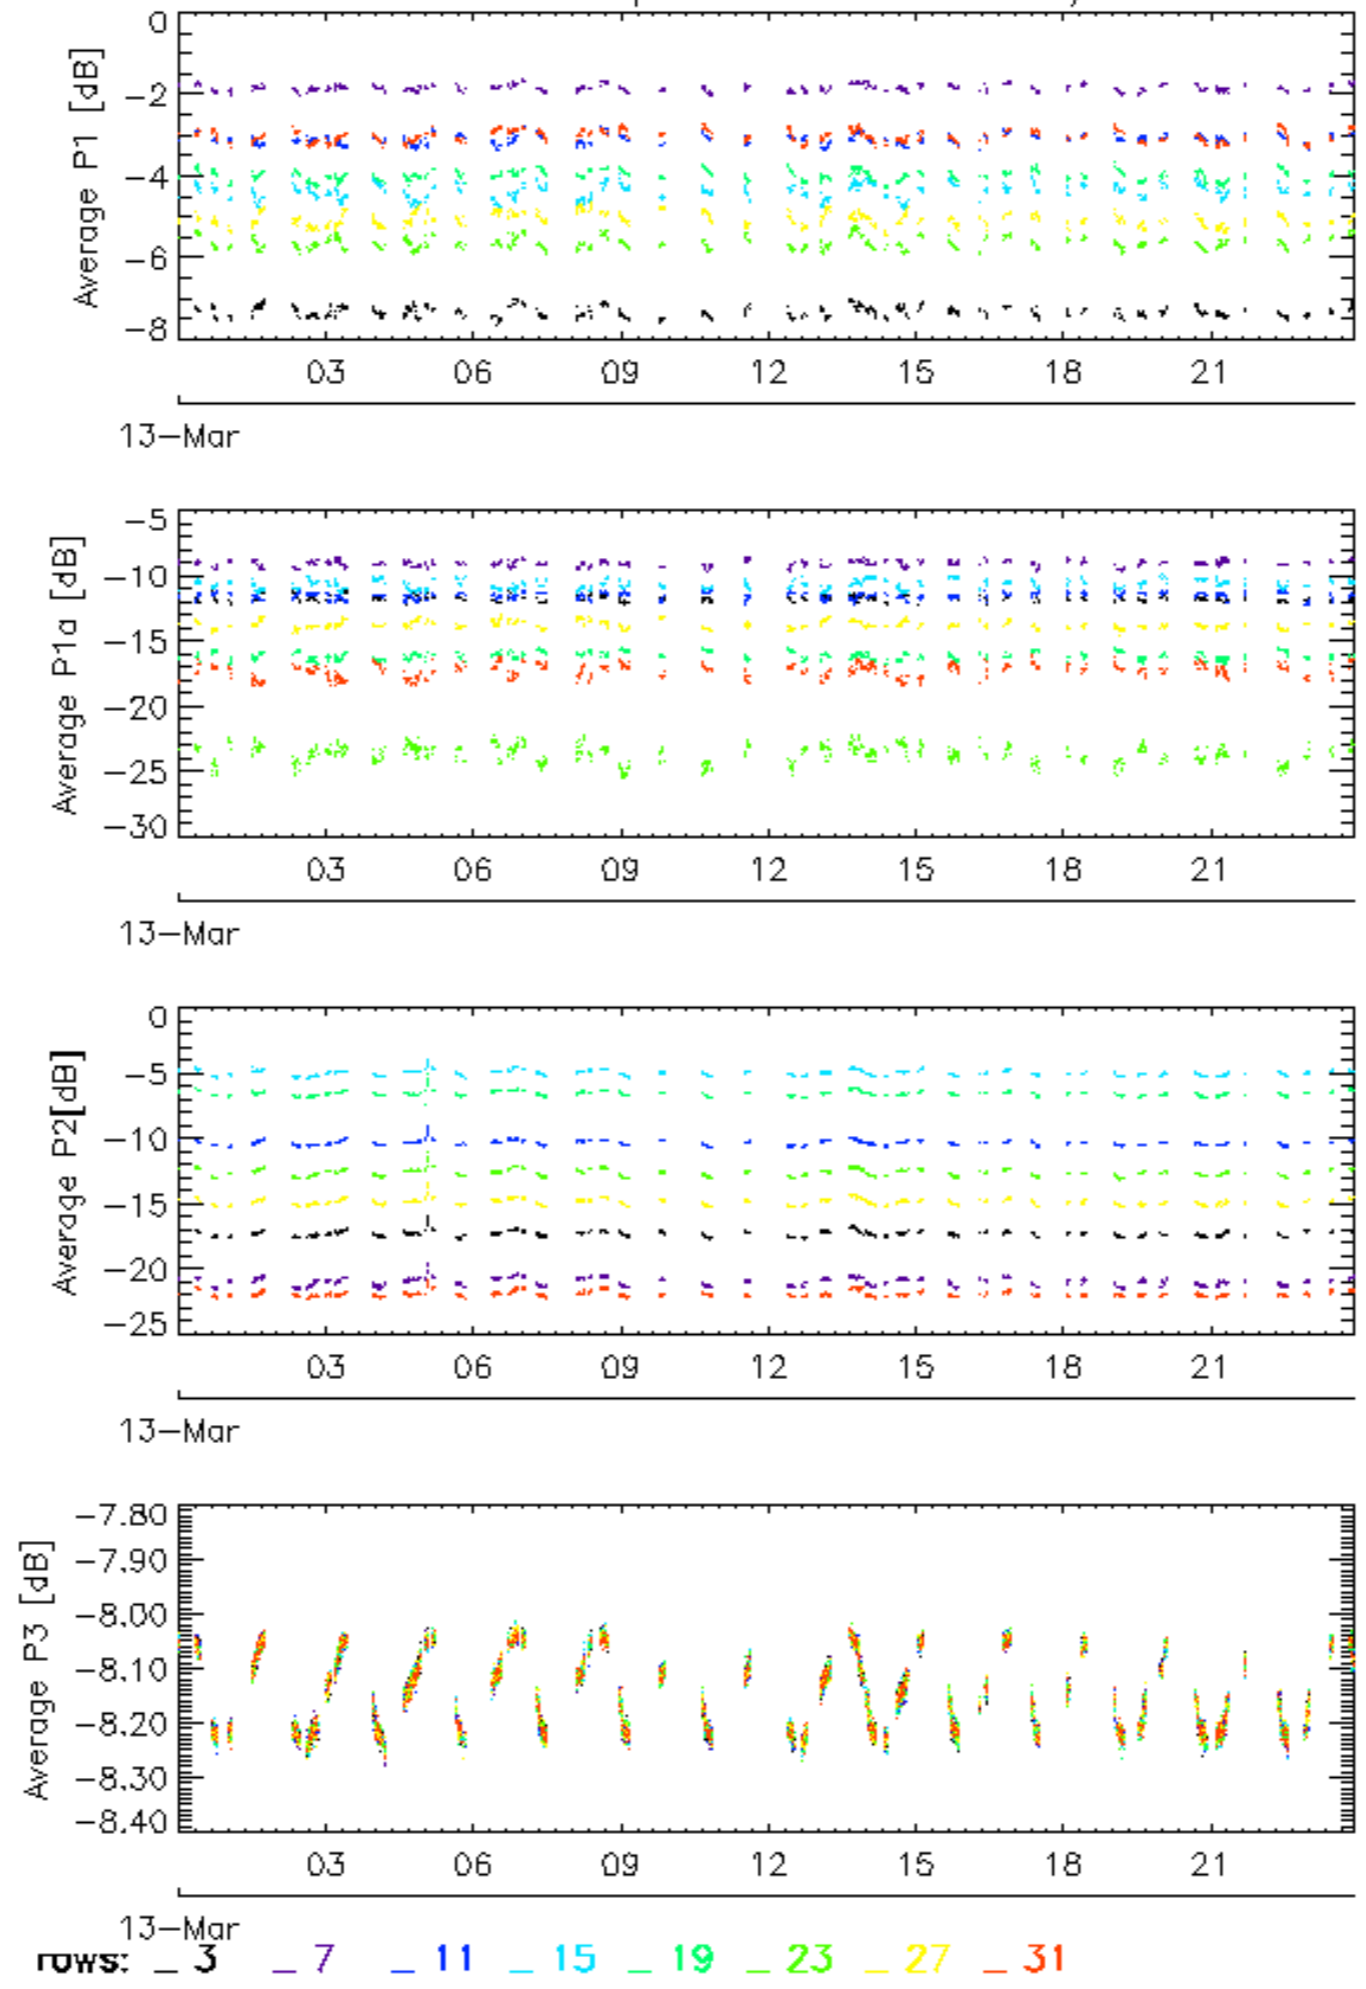 0
−2
−4
−6
−8
Average P1 [dB]
03 06 09 12 15 18 21
13−Mar
−5
−10
−15
−20
−25
−30
Average P1a [dB]
03 06 09 12 15 18 21
13−Mar
0
−5
−10
−15
−20
−25
Average P2[dB]
03 06 09 12 15 18 21
13−Mar
−7.80
−7.90
−8.00
−8.10
−8.20
−8.30
−8.40
Average P3 [dB]
03 06 09 12 15 18 21
13−Mar
rows: _ 3 _ 7 _ 11 _ 15 _ 19 _ 23 _ 27 _ 31